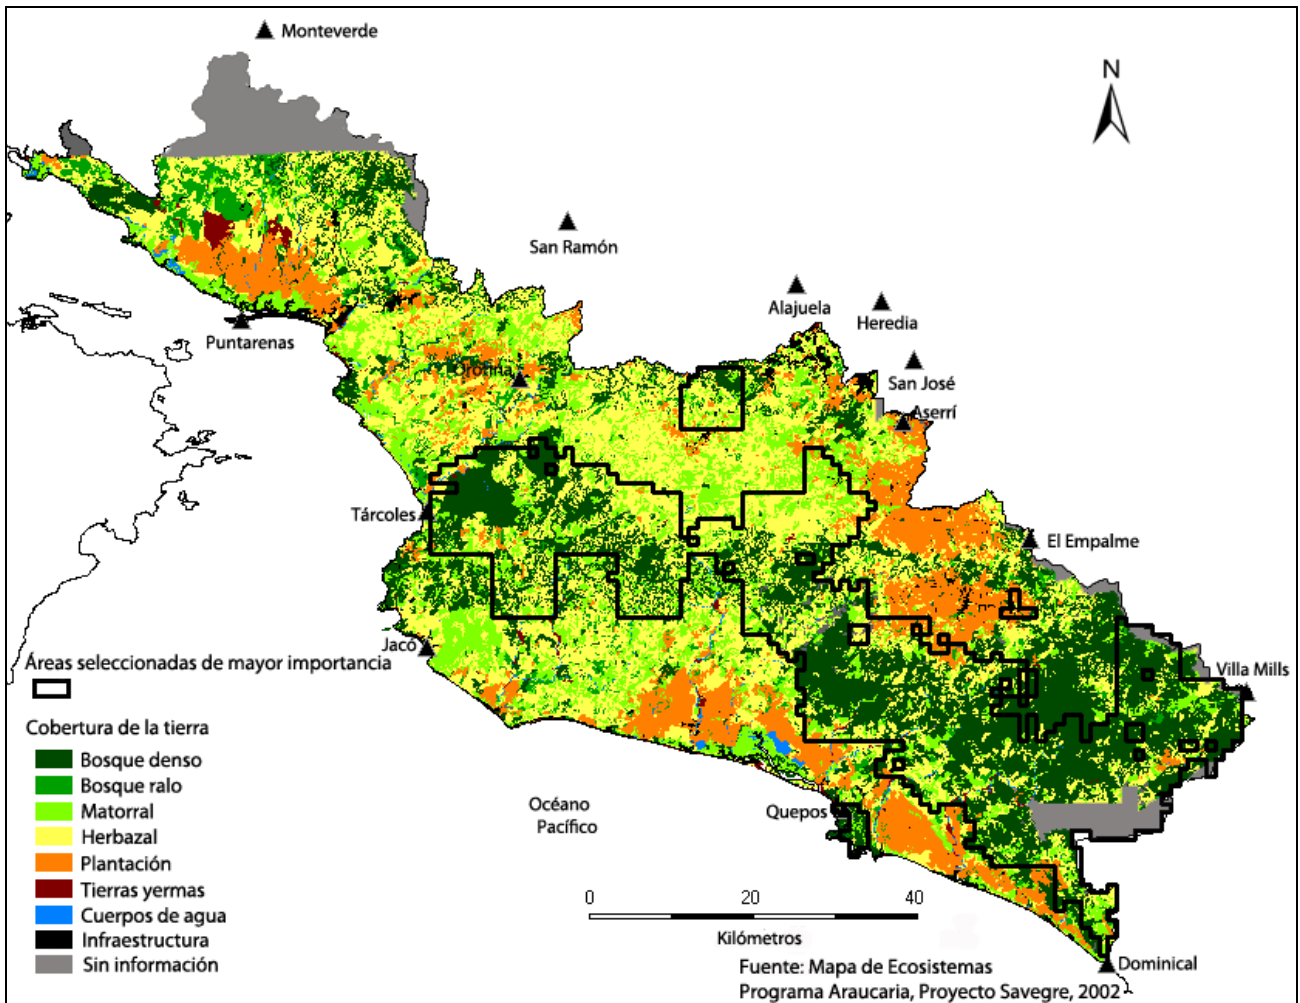 Monteverde
N
San Ramón
Alajuela
Heredia
Puntarenas
Orotina
San José
Aserrí
Tárcoles
El Empalme
Jacó
Villa Mills
Áreas seleccionadas de mayor importancia
Cobertura de la tierra
Bosque denso
Bosque ralo
Matorral
Herbazal
Plantación
Tierras yermas
Cuerpos de agua
Infraestructura
Sin información
Océano
Pacífico
Quepos
0 20 40
Kilómetros
Dominical
Fuente: Mapa de Ecosistemas
Programa Araucaria, Proyecto Savegre, 2002